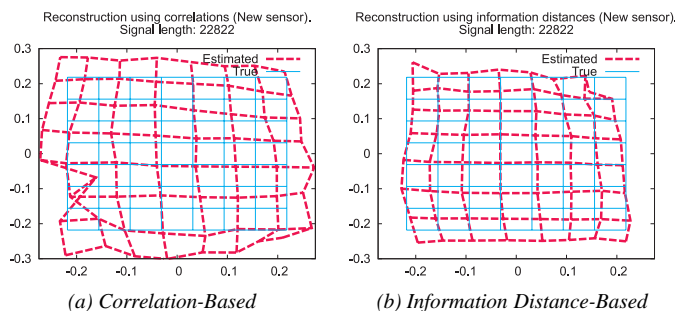 Reconstruction using correlations (New sensor).
Signal length: 22822
Estimated
True
0.3
0.2
0.1
0
-0.1
-0.2
-0.3
-0.2 -0.1 0 0.1 0.2
(a) Correlation-Based
Reconstruction using information distances (New sensor).
Signal length: 22822
Estimated
True
0.3
0.2
0.1
0
-0.1
-0.2
-0.3
-0.2 -0.1 0 0.1 0.2
(b) Information Distance-Based